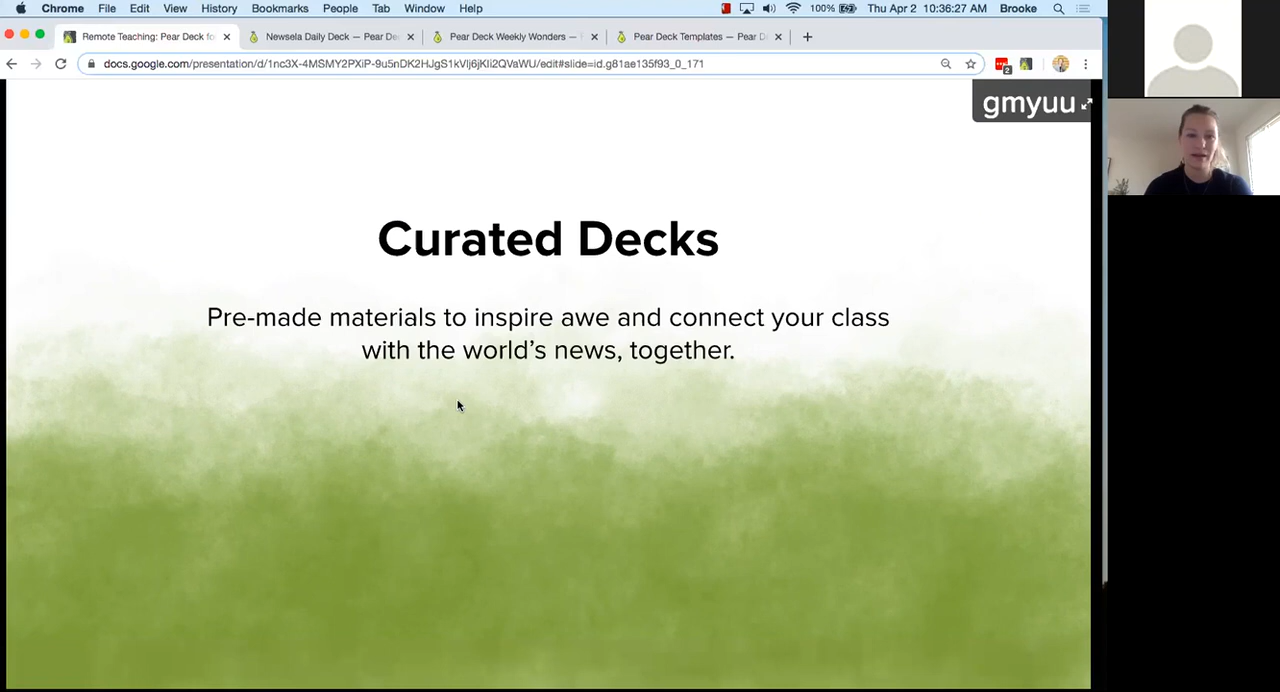 Chrome File Edit View History Bookmarks People Tab Window Help 100% Thu Apr 2 10:36:27 AM Brooke
Remote Teaching: Pear Deck fo Newsela Daily Deck — Pear De Pear Deck Weekly Wonders — Pear Deck Templates — Pear D
docs.google.com/presentation/d/1nc3X-4MSMY2PXiP-9u5nDK2HJgS1kVlj6jKIi2QVaWU/edit#slide=id.g81ae135f93_0_171
2
gmyuu
Curated Decks
Pre-made materials to inspire awe and connect your class
with the world's news, together.